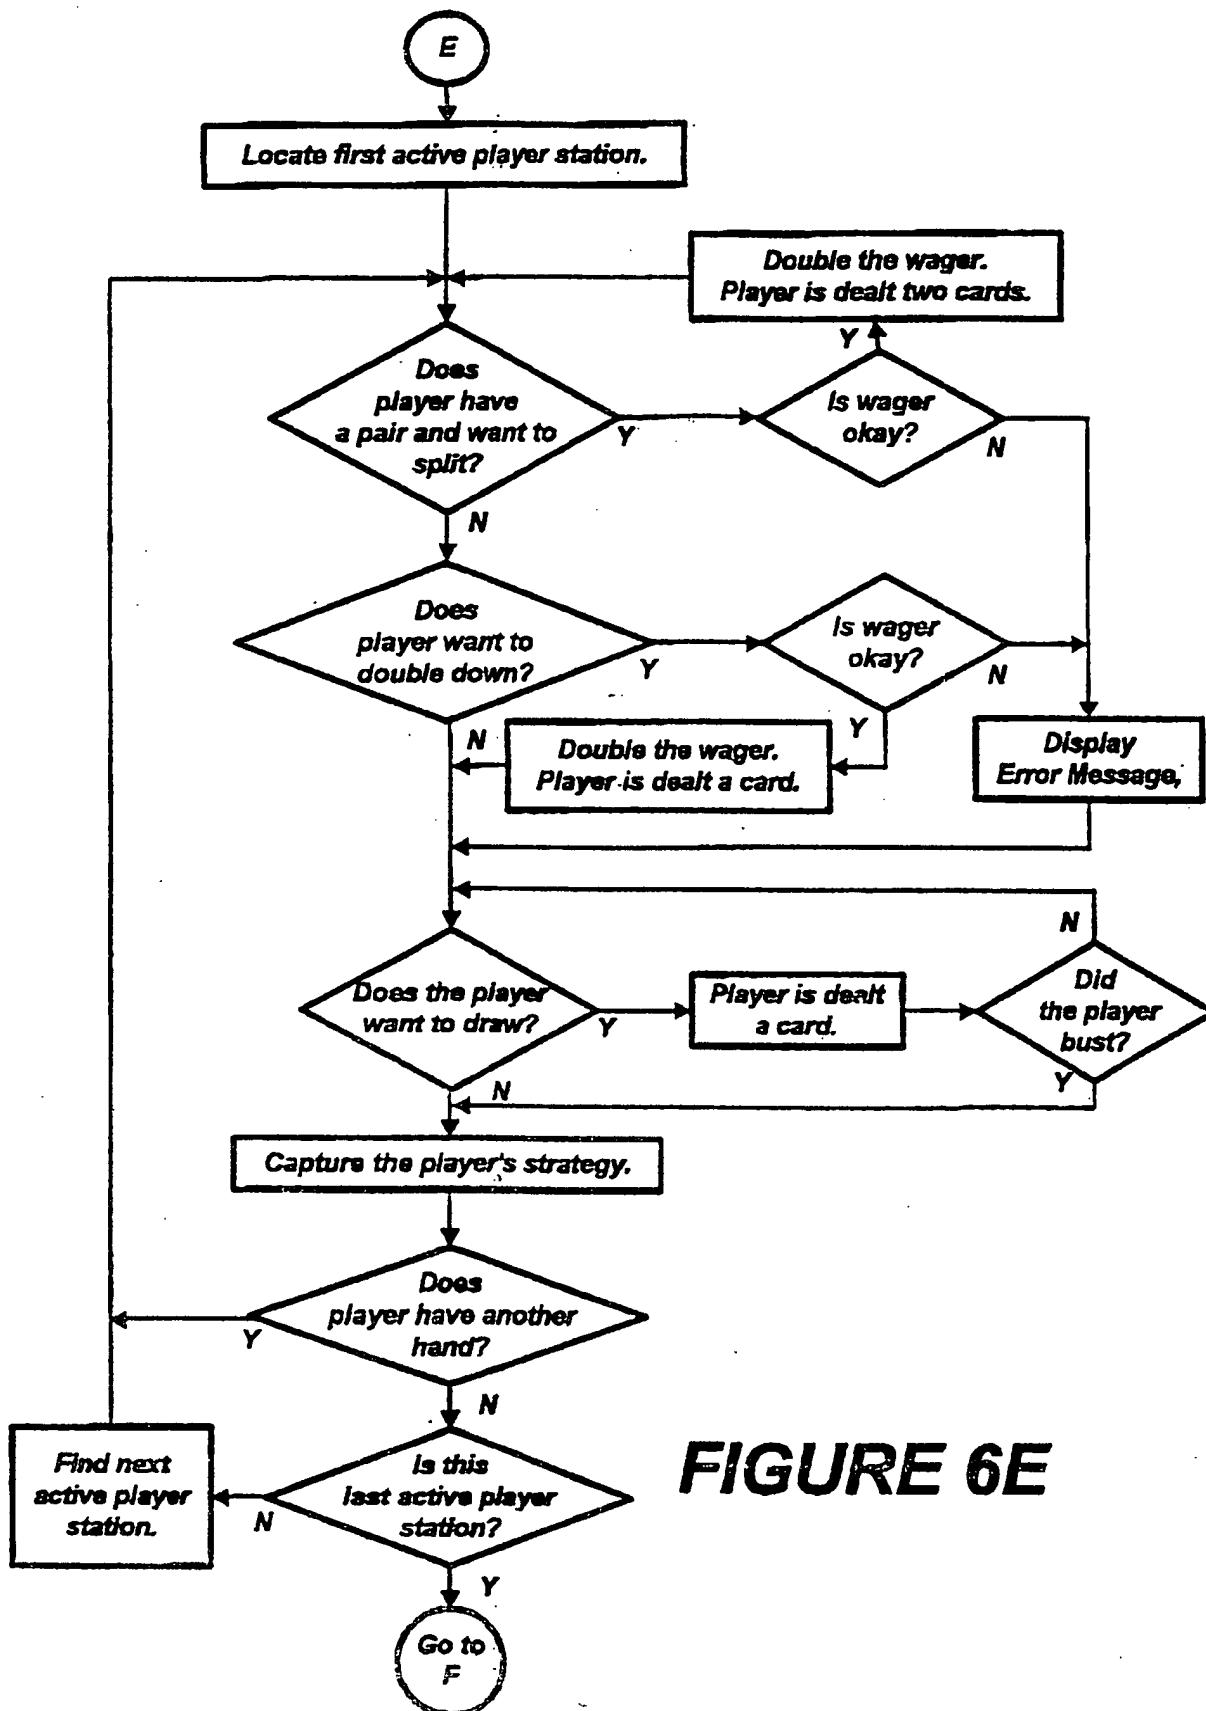 E
Locate first active player station.
Double the wager.
Player is dealt two cards.
Y
Does
player have
a pair and want to
split?
Y
Is wager
okay?
N
N
Does
player want to
double down?
Y
Is wager
okay?
N
Y
N
Double the wager.
Player is dealt a card.
Display
Error Message,
N
Does the player
want to draw?
Y
Player is dealt
a card.
Did
the player
bust?
Y
N
Capture the player's strategy.
Does
player have another
hand?
Y
N
Find next
active player
station.
N
Is this
last active player
station?
FIGURE 6E
Y
Go to
F